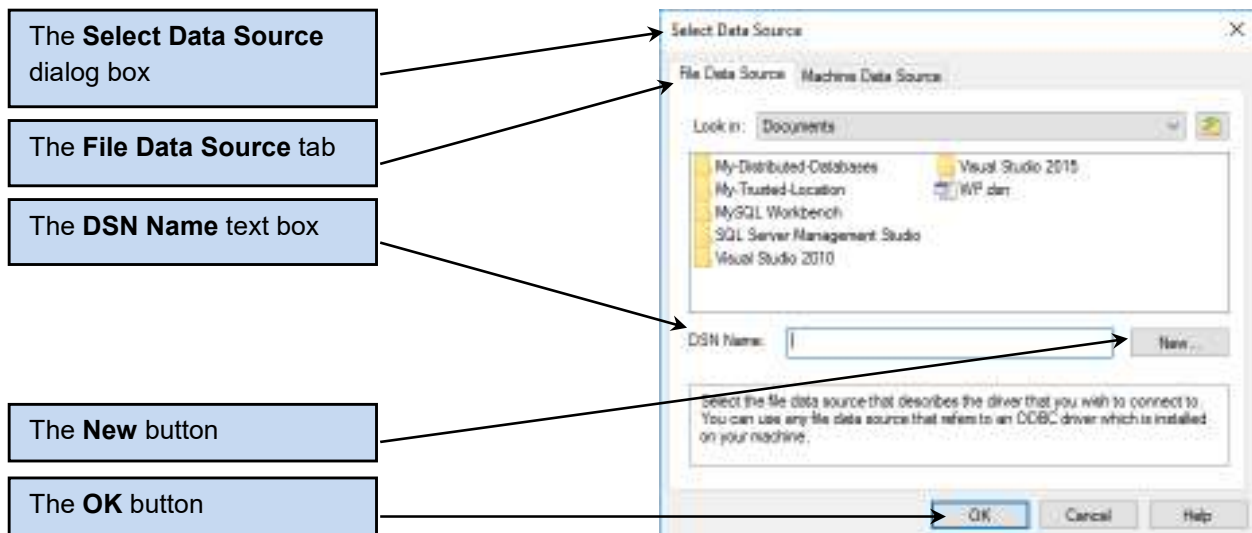 The Select Data Source
dialog box
The File Data Source tab
The DSN Name text box
The New button
The OK button
Select Data Source
File Data Source Machine Data Source
Look in: Documents
My-Distributed-Databases
My-Trusted-Location
MySQL Workbench
SQL Server Management Studio
Visual Studio 2010
Visual Studio 2015
WP.dsn
DSN Name:
New...
Select the file data source that describes the driver that you wish to connect to.
You can use any file data source that refers to an ODBC driver which is installed
on your machine.
OK Cancel Help